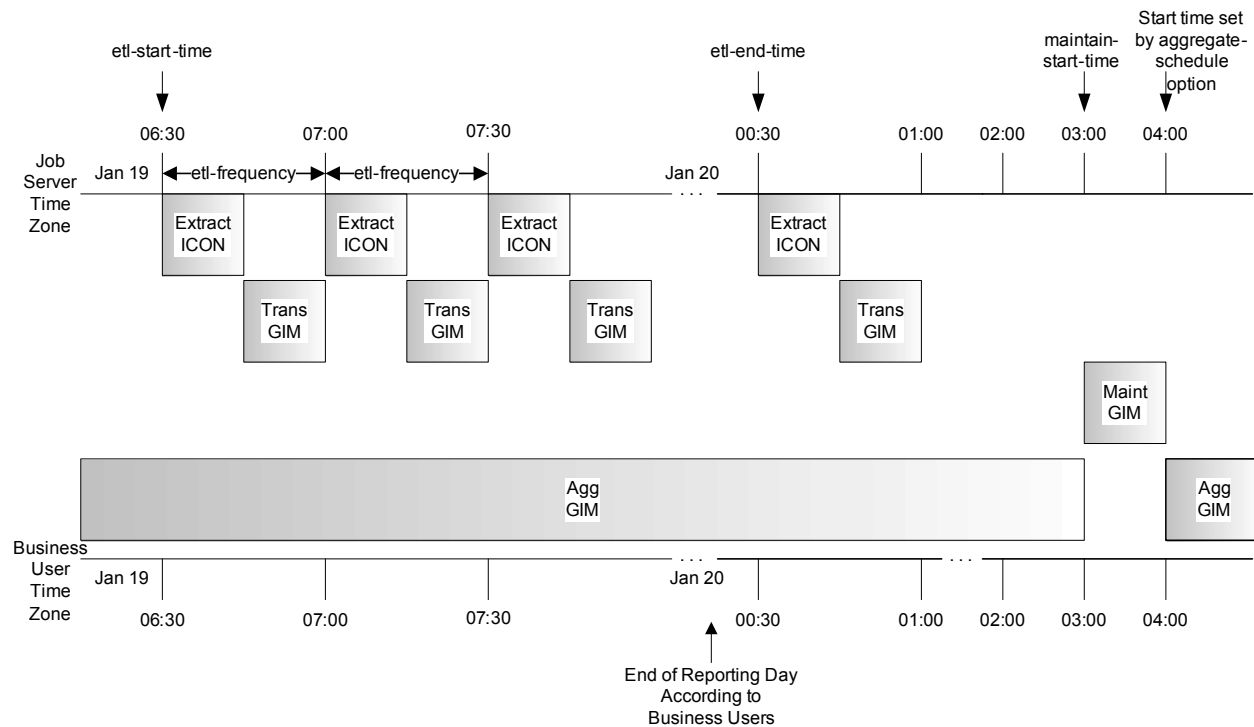 Start time set
by aggregate-
schedule
option
etl-start-time
etl-end-time
maintain-
start-time
06:30
07:00
07:30
00:30
01:00
02:00
03:00
04:00
Job
Server
Time
Zone
Jan 19
etl-frequency
etl-frequency
Jan 20
. . .
Extract
ICON
Extract
ICON
Extract
ICON
Extract
ICON
Trans
GIM
Trans
GIM
Trans
GIM
Trans
GIM
Maint
GIM
Agg
GIM
Agg
GIM
Business
User
Time
Zone
Jan 19
. . .
Jan 20
. . .
06:30
07:00
07:30
00:30
01:00
02:00
03:00
04:00
End of Reporting Day
According to
Business Users